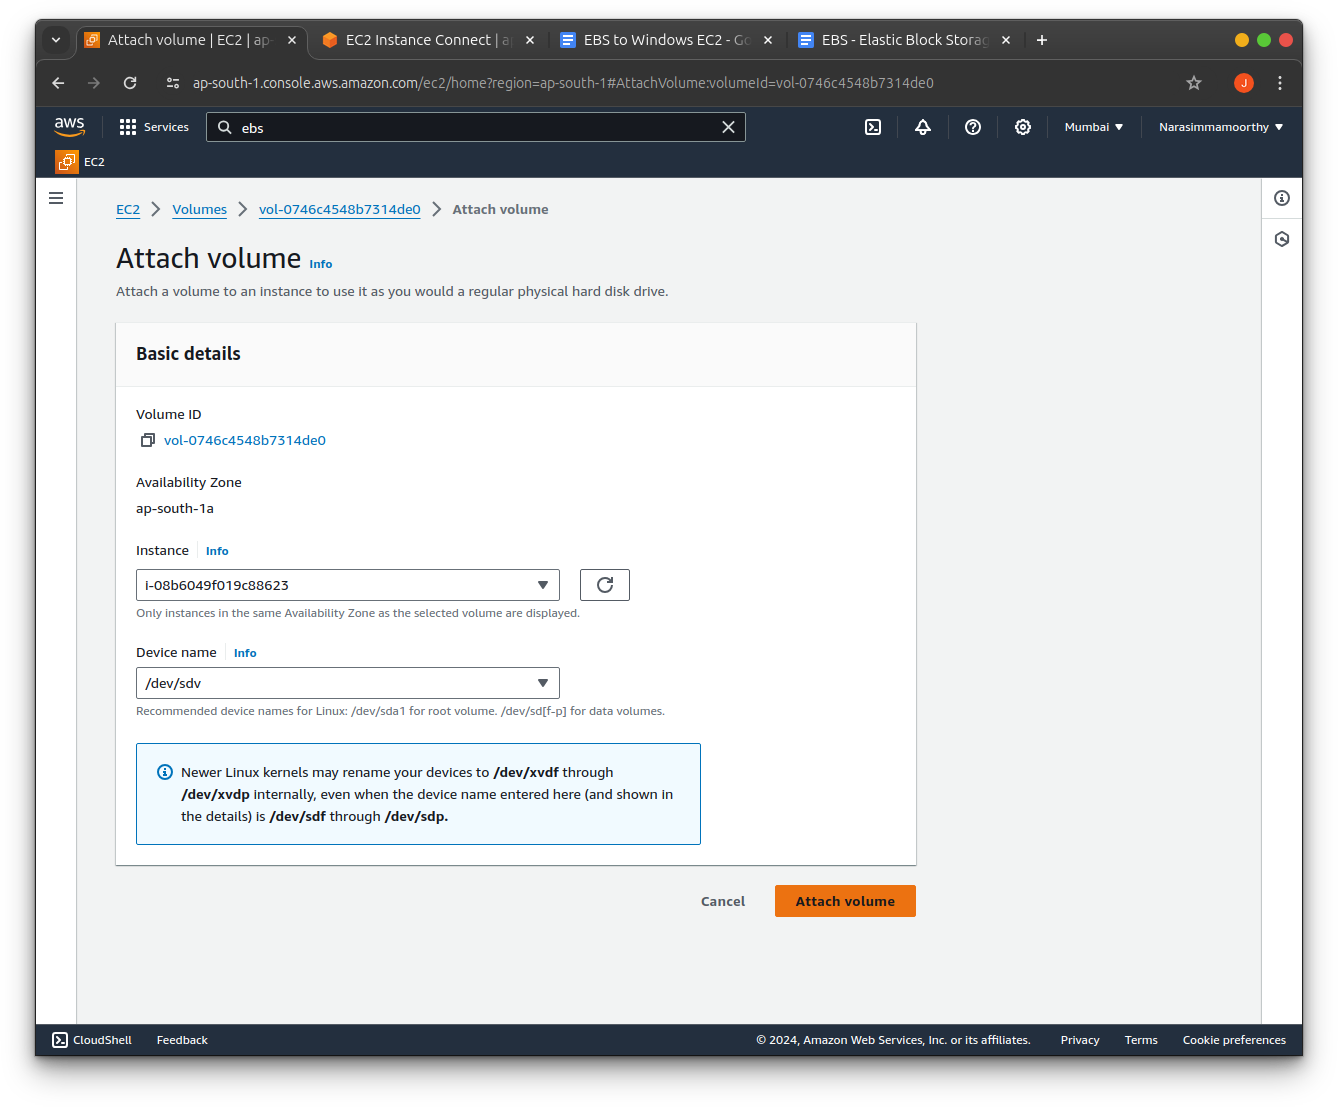 Attach volume | EC2 | ap-
EC2 Instance Connect | a
EBS to Windows EC2 - Go
EBS - Elastic Block Storag
ap-south-1.console.aws.amazon.com/ec2/home?region=ap-south-1#AttachVolume:volumeId=vol-0746c4548b7314de0
J
aws
Services
ebs
Mumbai
Narasimmamoorthy
EC2
EC2
Volumes
vol-0746c4548b7314de0
Attach volume
Attach volume Info
Attach a volume to an instance to use it as you would a regular physical hard disk drive.
Basic details
Volume ID
vol-0746c4548b7314de0
Availability Zone
ap-south-1a
Instance Info
i-08b6049f019c88623
Only instances in the same Availability Zone as the selected volume are displayed.
Device name Info
/dev/sdv
Recommended device names for Linux: /dev/sda1 for root volume. /dev/sd[f-p] for data volumes.
Newer Linux kernels may rename your devices to /dev/xvdf through
/dev/xvdp internally, even when the device name entered here (and shown in
the details) is /dev/sdf through /dev/sdp.
Cancel
Attach volume
CloudShell
Feedback
© 2024, Amazon Web Services, Inc. or its affiliates.
Privacy
Terms
Cookie preferences